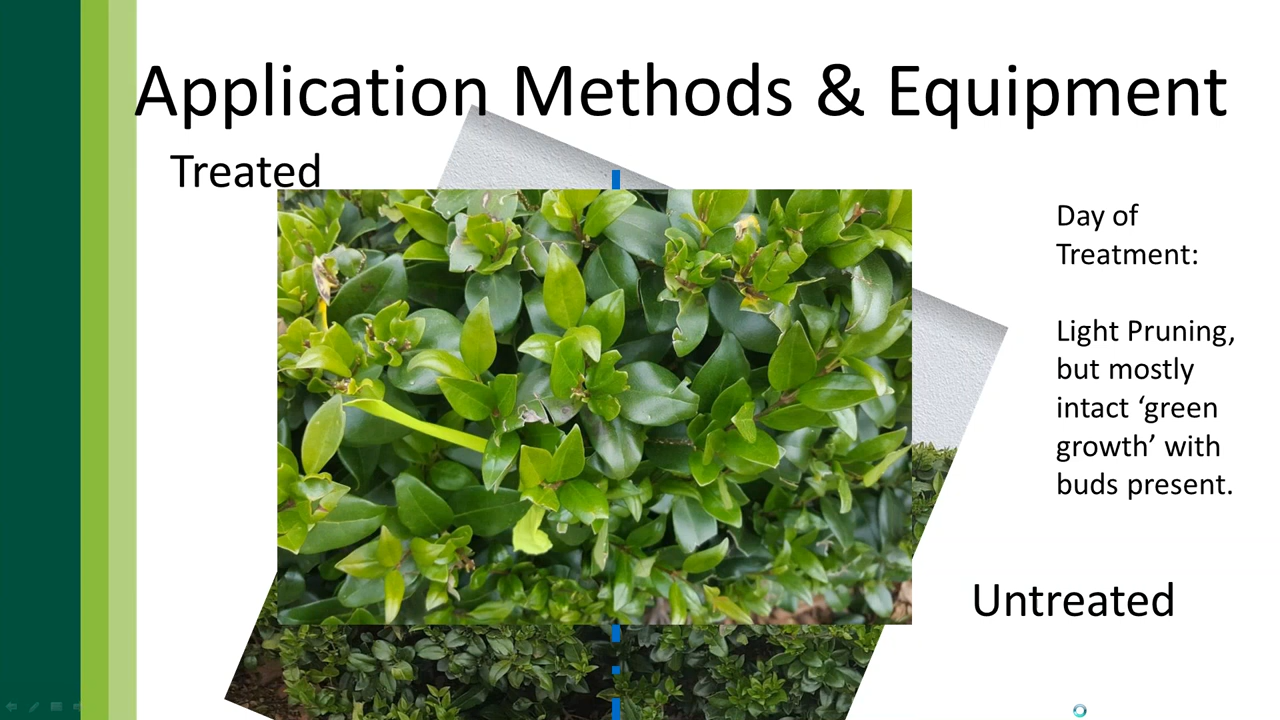 Application Methods & Equipment
Treated
Day of
Treatment:
Light Pruning,
but mostly
intact ‘green
growth’ with
buds present.
Untreated